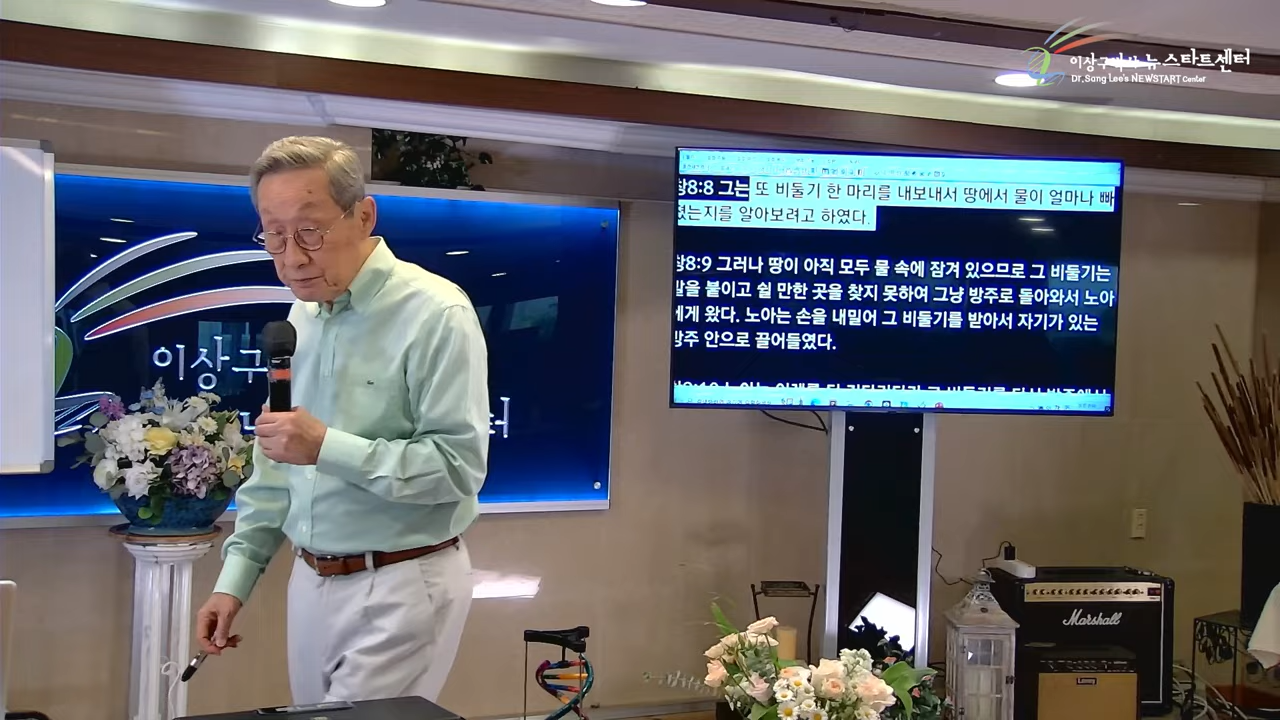 이상구박사 뉴스타트센터
Dr. Sang Lee's NEWSTART Center
창8:8 그는 또 비둘기 한 마리를 내보내서 땅에서 물이 얼마나 빠
졌는지를 알아보려고 하였다.
창8:9 그러나 땅이 아직 모두 물 속에 잠겨 있으므로 그 비둘기는
발을 붙이고 쉴 만한 곳을 찾지 못하여 그냥 방주로 돌아와서 노아
에게 왔다. 노아는 손을 내밀어 그 비둘기를 받아서 자기가 있는
방주 안으로 끌어들였다.
이상구
터
Marshall
Laney